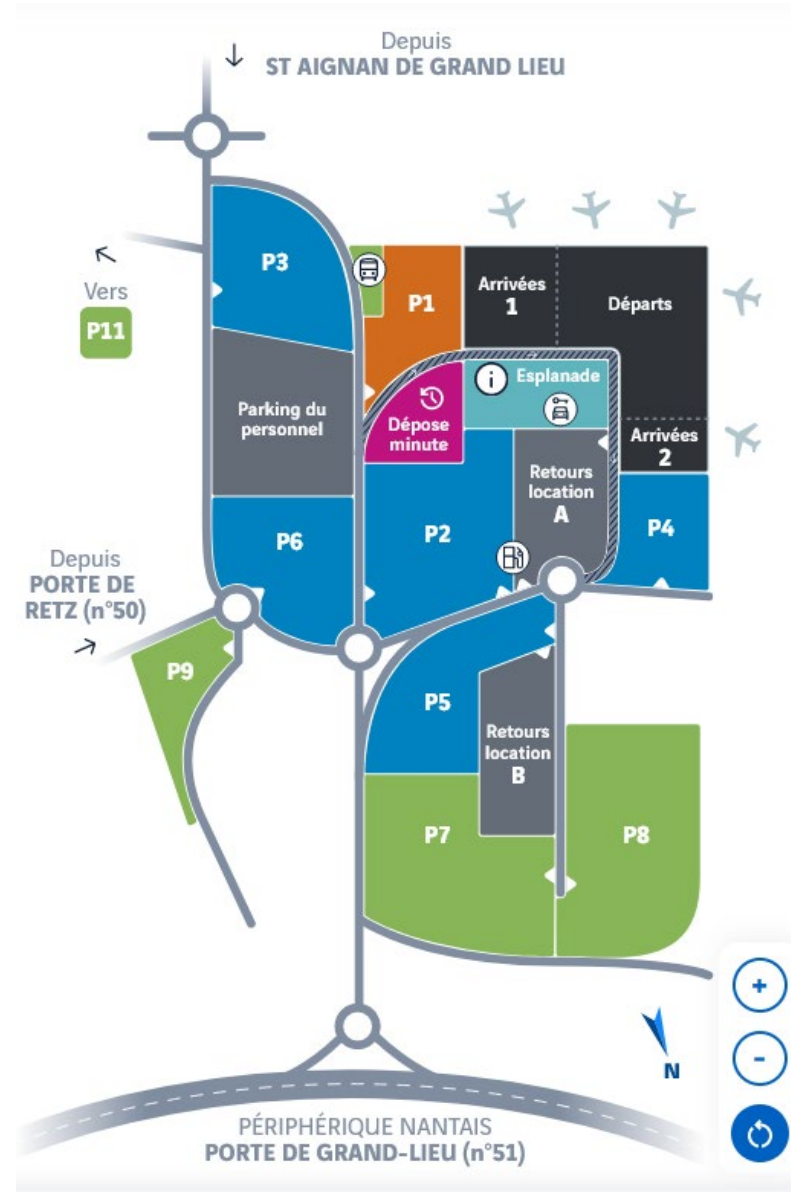 Depuis
ST AIGNAN DE GRAND LIEU
P3
Vers
P11
P1
Arrivées
1
Départs
Parking du
personnel
Dépose
minute
i
Esplanade
Arrivées
2
Retours
location
A
P2
P4
P6
Depuis
PORTE DE
RETZ (n°50)
P9
P5
Retours
location
B
P7
P8
+
-
N
PÉRIPHÉRIQUE NANTAIS
PORTE DE GRAND-LIEU (n°51)